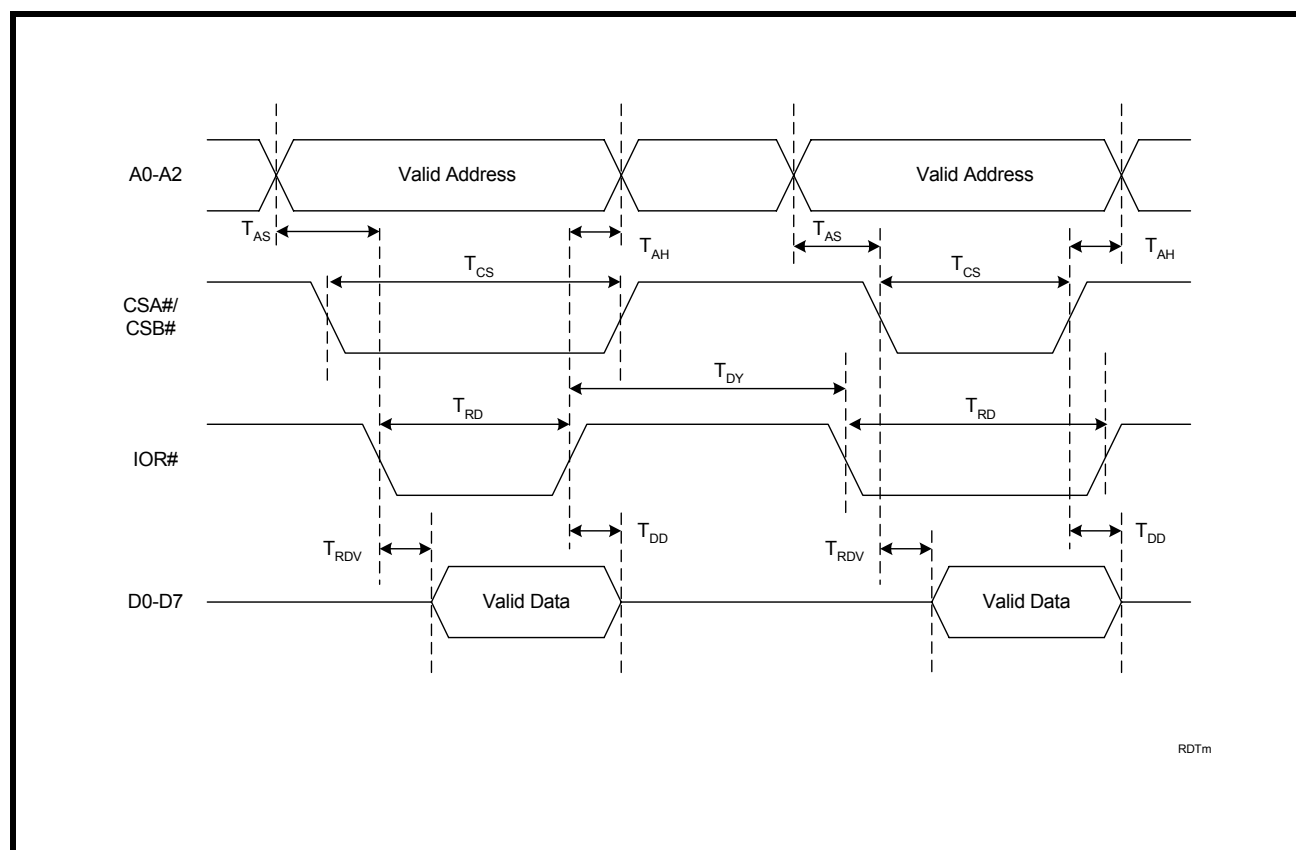 A0-A2
Valid Address
Valid Address
TAS
TAH
TAS
TAH
TCS
TCS
CSA#/
CSB#
TDY
TRD
TRD
IOR#
TRDV
TDD
TRDV
TDD
D0-D7
Valid Data
Valid Data
RDTm